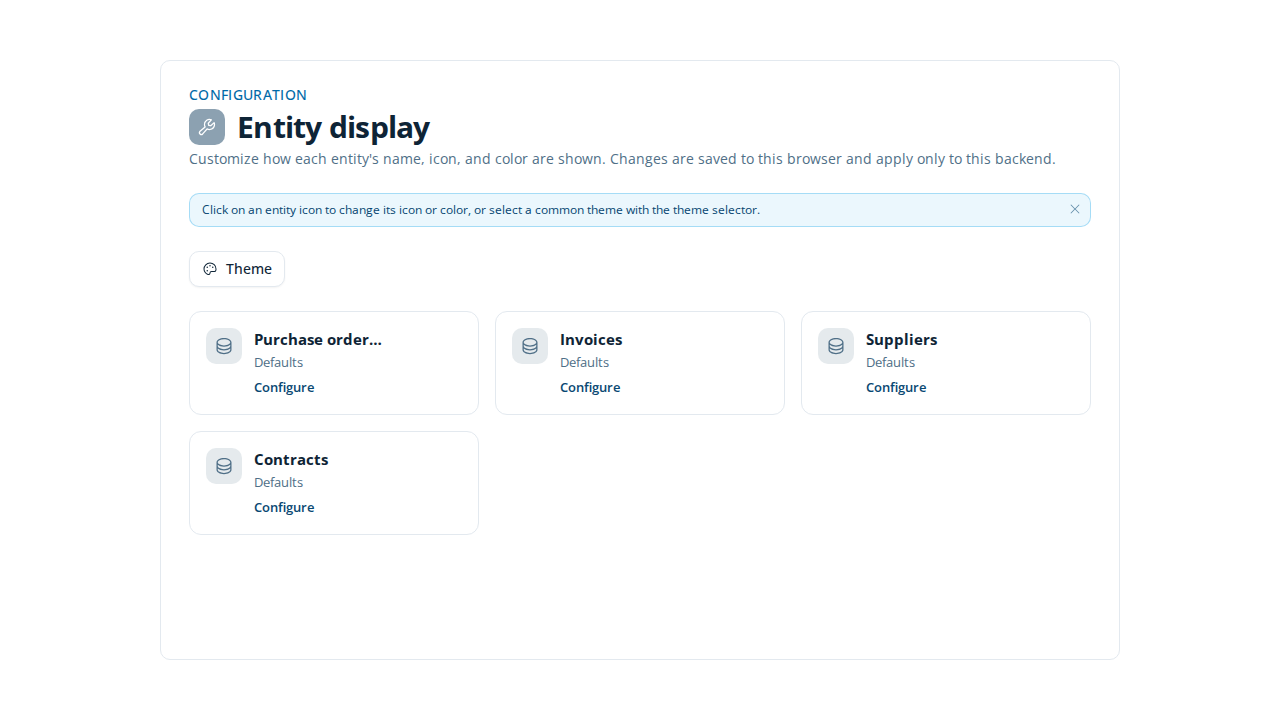 CONFIGURATION
Entity display
Customize how each entity's name, icon, and color are shown. Changes are saved to this browser and apply only to this backend.
Click on an entity icon to change its icon or color, or select a common theme with the theme selector.
Theme
Purchase order...
Defaults
Configure
Invoices
Defaults
Configure
Suppliers
Defaults
Configure
Contracts
Defaults
Configure